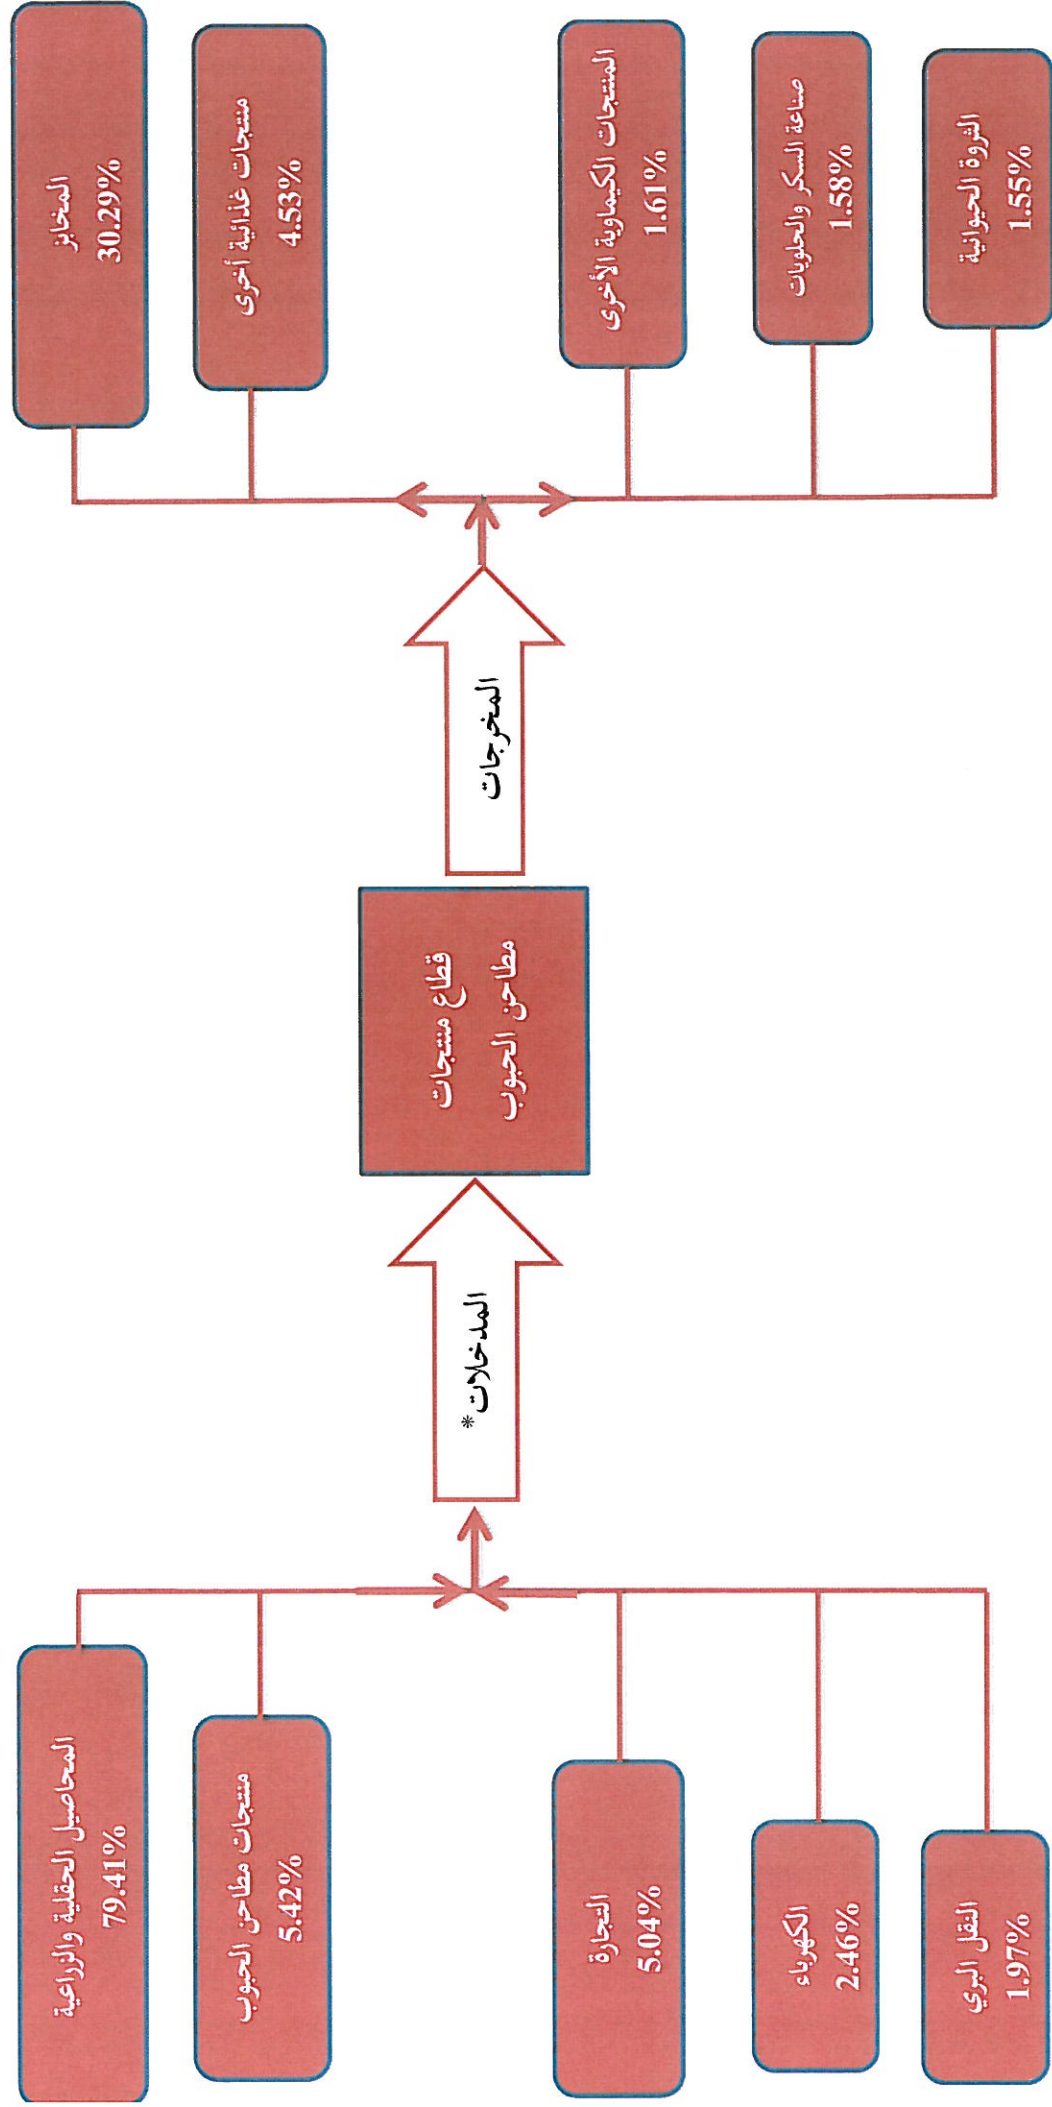 المحاصيل الحقلية والزراعية
79.41%
منتجات مطاحن الحبوب
5.42%
التجارة
5.04%
الكهرباء
2.46%
النقل البري
1.97%
المدخلات*
قطاع منتجات
مطاحن الحبوب
المخرجات
المخابز
30.29%
منتجات غذائية أخرى
4.53%
المنتجات الكيماوية الأخرى
1.61%
صناعة السكر والحلويات
1.58%
الثروة الحيوانية
1.55%